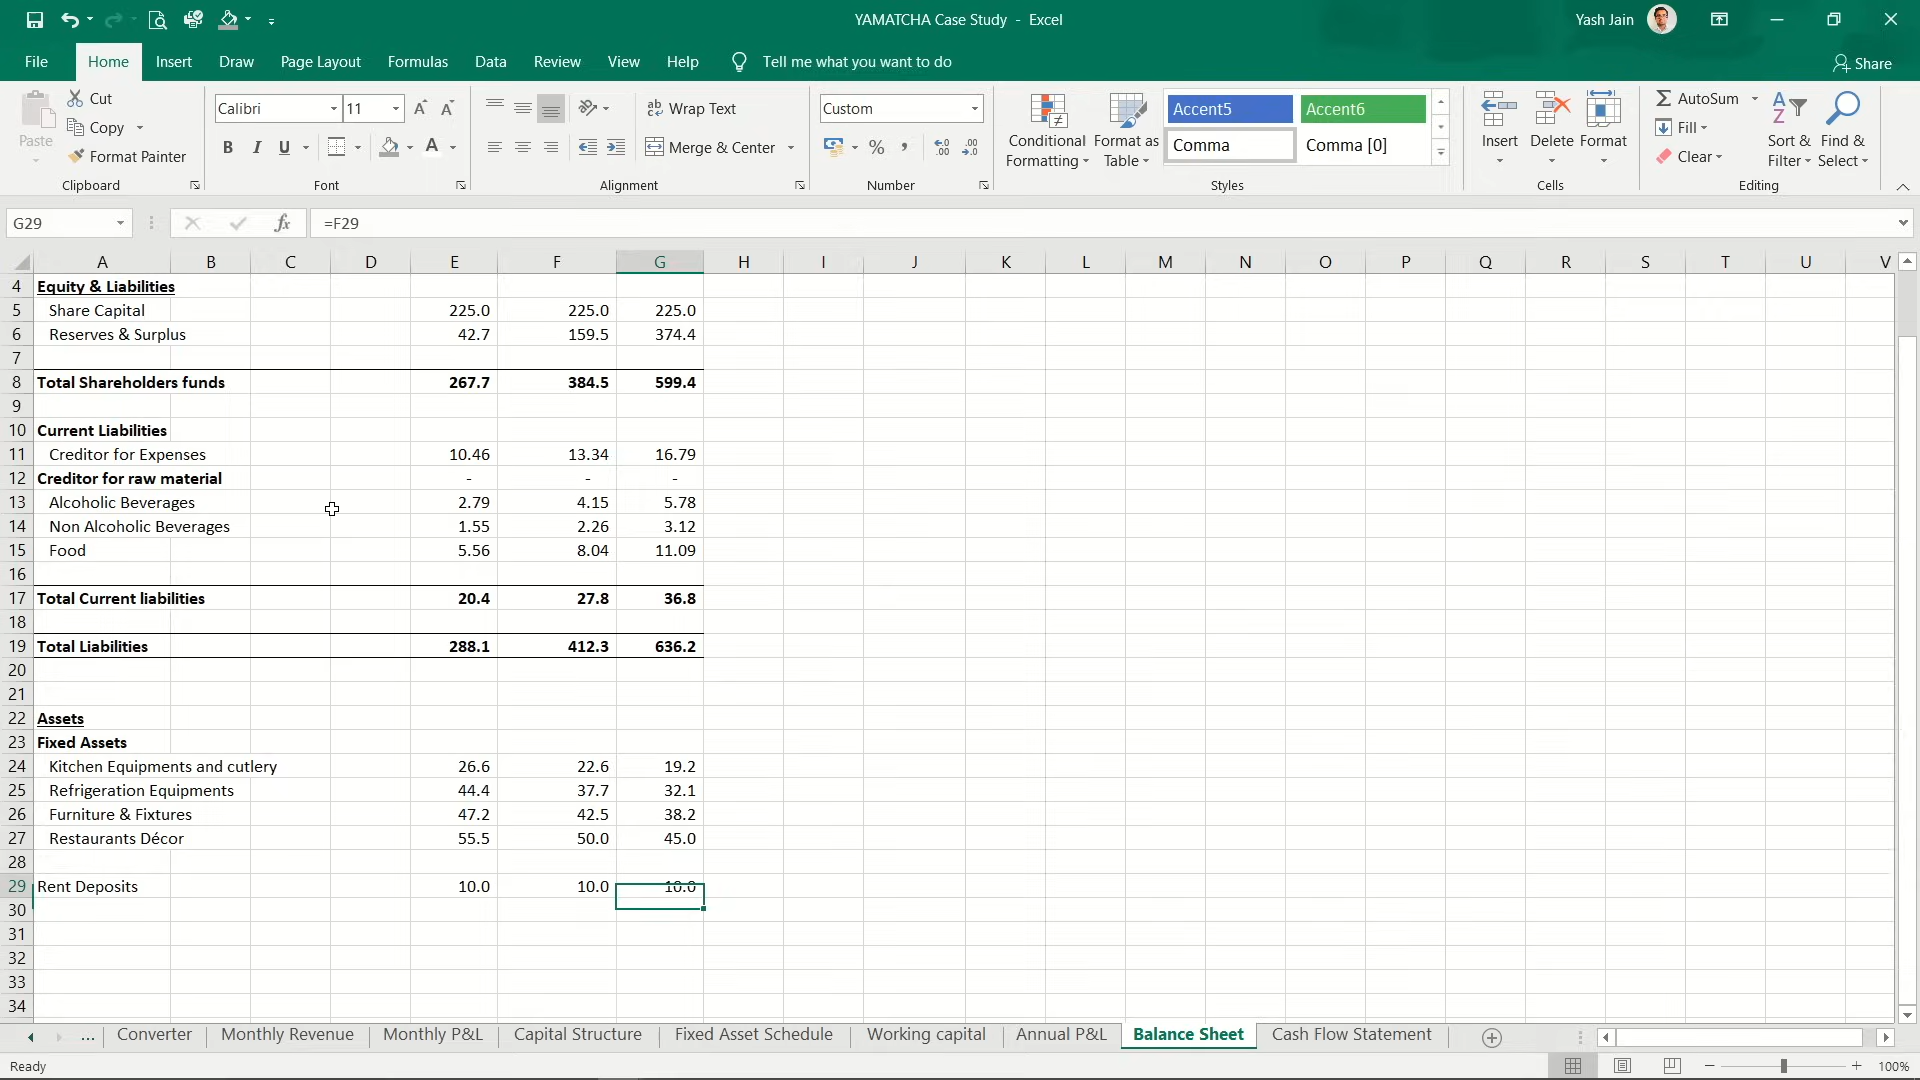 YAMATCHA Case Study - Excel
Yash Jain
File Home Insert Draw Page Layout Formulas Data Review View Help Tell me what you want to do
Share
Paste
Cut
Copy
Format Painter
Clipboard
Calibri 11
B I U
Font
Wrap Text
Merge & Center
Alignment
Custom
Number
Conditional Formatting
Format as Table
Accent5 Accent6
Comma Comma [0]
Styles
Insert Delete Format
Cells
AutoSum
Fill
Clear
Sort & Filter
Find & Select
Editing
G29 fx =F29
A B C D E F G H I J K L M N O P Q R S T U V
4 Equity & Liabilities
5 Share Capital 225.0 225.0 225.0
6 Reserves & Surplus 42.7 159.5 374.4
7
8 Total Shareholders funds 267.7 384.5 599.4
9
10 Current Liabilities
11 Creditor for Expenses 10.46 13.34 16.79
12 Creditor for raw material - - -
13 Alcoholic Beverages 2.79 4.15 5.78
14 Non Alcoholic Beverages 1.55 2.26 3.12
15 Food 5.56 8.04 11.09
16
17 Total Current liabilities 20.4 27.8 36.8
18
19 Total Liabilities 288.1 412.3 636.2
20
21
22 Assets
23 Fixed Assets
24 Kitchen Equipments and cutlery 26.6 22.6 19.2
25 Refrigeration Equipments 44.4 37.7 32.1
26 Furniture & Fixtures 47.2 42.5 38.2
27 Restaurants Décor 55.5 50.0 45.0
28
29 Rent Deposits 10.0 10.0 10.0
30
31
32
33
34
... Converter Monthly Revenue Monthly P&L Capital Structure Fixed Asset Schedule Working capital Annual P&L Balance Sheet Cash Flow Statement
Ready 100%